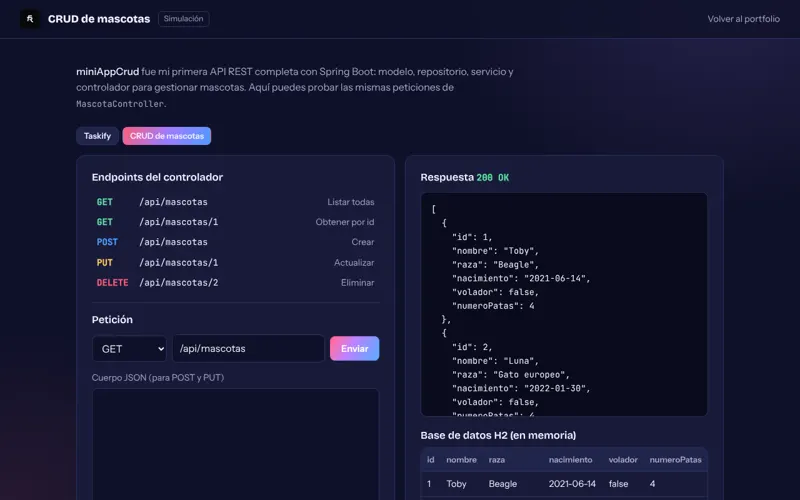 CRUD de mascotas Simulación Volver al portfolio
miniAppCrud fue mi primera API REST completa con Spring Boot: modelo, repositorio, servicio y
controlador para gestionar mascotas. Aquí puedes probar las mismas peticiones de
MascotaController.
Taskify CRUD de mascotas
Endpoints del controlador
GET /api/mascotas Listar todas
GET /api/mascotas/1 Obtener por id
POST /api/mascotas Crear
PUT /api/mascotas/1 Actualizar
DELETE /api/mascotas/2 Eliminar
Petición
GET /api/mascotas Enviar
Cuerpo JSON (para POST y PUT)
Respuesta 200 OK
[
{
"id": 1,
"nombre": "Toby",
"raza": "Beagle",
"nacimiento": "2021-06-14",
"volador": false,
"numeroPatas": 4
},
{
"id": 2,
"nombre": "Luna",
"raza": "Gato europeo",
"nacimiento": "2022-01-30",
"volador": false,
"numeroPatas": 4
Base de datos H2 (en memoria)
id nombre raza nacimiento volador numeroPatas
1 Toby Beagle 2021-06-14 false 4